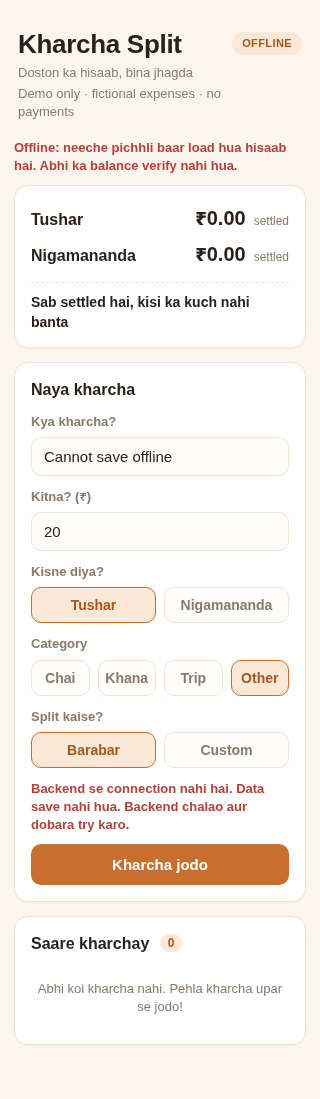 Kharcha Split
OFFLINE
Doston ka hisaab, bina jhagda
Demo only · fictional expenses · no
payments
Offline: neeche pichhli baar load hua hisaab
hai. Abhi ka balance verify nahi hua.
Tushar ₹0.00 settled
Nigamananda ₹0.00 settled
Sab settled hai, kisi ka kuch nahi
banta
Naya kharcha
Kya kharcha?
Cannot save offline
Kitna? (₹)
20
Kisne diya?
Tushar Nigamananda
Category
Chai Khana Trip Other
Split kaise?
Barabar Custom
Backend se connection nahi hai. Data
save nahi hua. Backend chalao aur
dobara try karo.
Kharcha jodo
Saare kharchay 0
Abhi koi kharcha nahi. Pehla kharcha upar
se jodo!